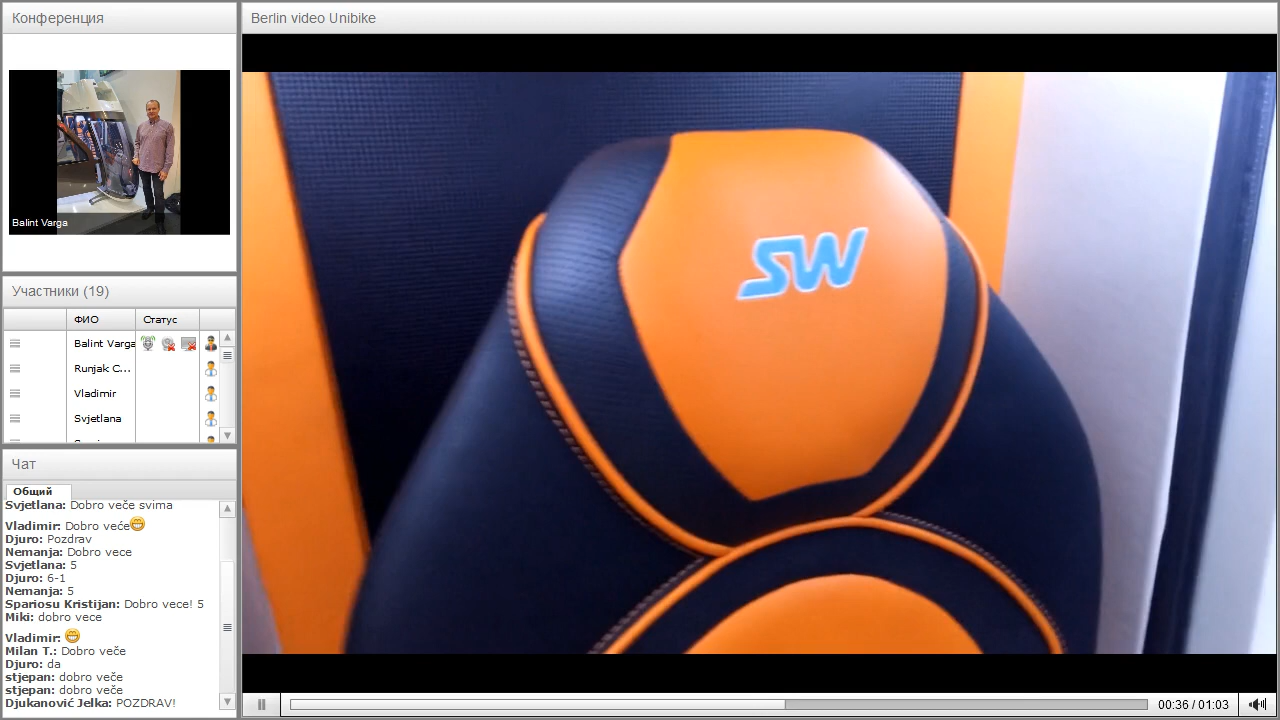 Конференция
Balint Varga
Участники (19)
ФИО Статус
Balint Varga
Runjak C...
Vladimir
Svjetlana
Чат
Общий
Svjetlana: Dobro veče svima
Vladimir: Dobro veće
Djuro: Pozdrav
Nemanja: Dobro vece
Svjetlana: 5
Djuro: 6-1
Nemanja: 5
Spariosu Kristijan: Dobro vece! 5
Miki: dobro vece
Vladimir:
Milan T.: Dobro veče
Djuro: da
stjepan: dobro veče
stjepan: dobro veče
Djukanović Jelka: POZDRAV!
Berlin video Unibike
SW
00:36 / 01:03